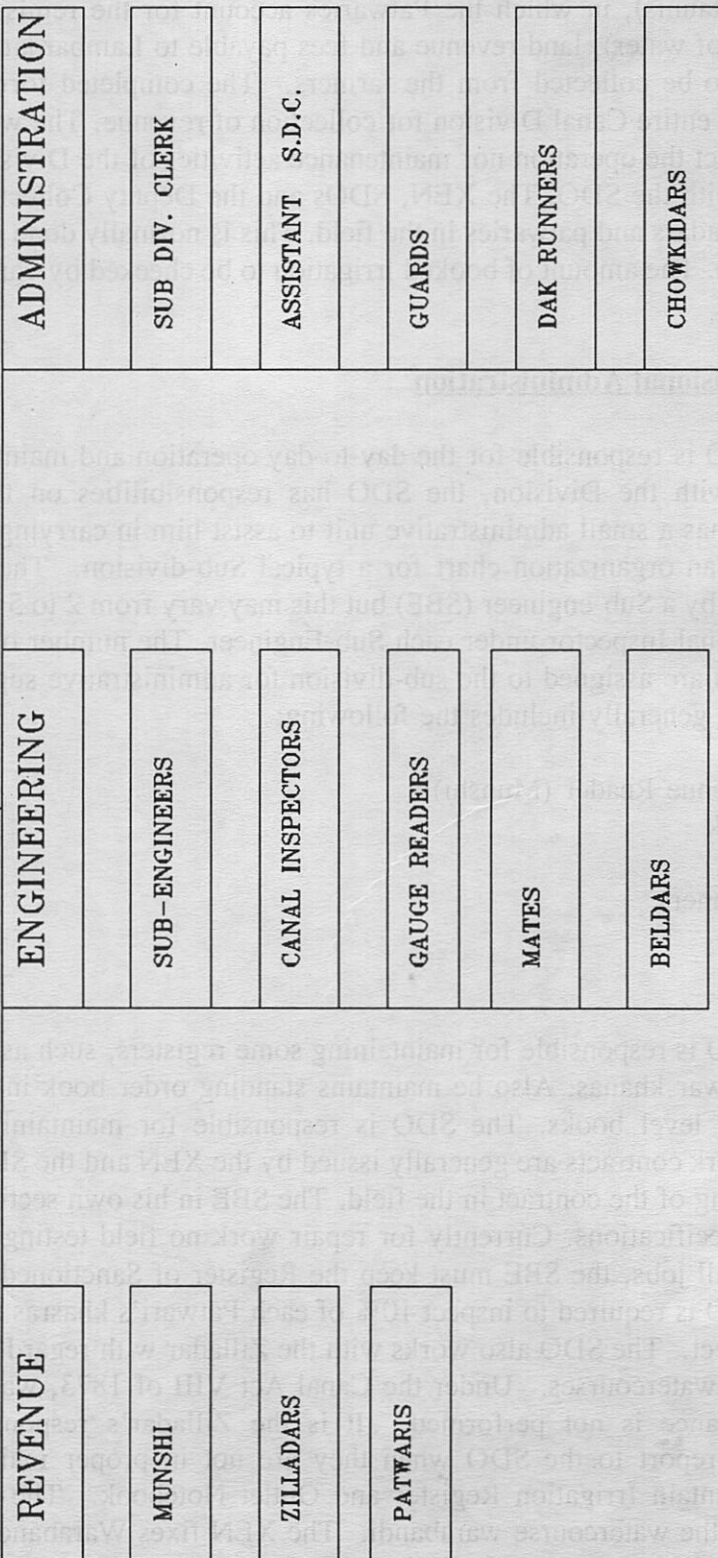 REVENUE
MUNSHI
ZILLDARS
PATWARIS
ENGINEERING
SUB-ENGINEERS
CANAL INSPECTORS
GAUGE READERS
MATES
BELDARS
ADMINISTRATION
SUB DIV. CLERK
ASSISTANT S.D.C.
GUARDS
DAK RUNNERS
CHOWKIDARS